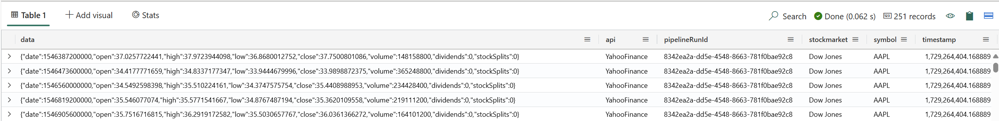 Table 1 Add visual Stats Search Done (0.062 s) 251 records
data api pipelineRunId stockmarket symbol timestamp
{"date":1546387200000,"open":37.0257722441,"high":37.9723944098,"low":36.8680012752,"close":37.7500801086,"volume":148158800,"dividends":0,"stockSplits":0} YahooFinance 8342ea2a-dd5e-4548-8663-781f0bae92c8 Dow Jones AAPL 1,729,264,404.168889
{"date":1546473600000,"open":34.4177771659,"high":34.8337177347,"low":33.9444679996,"close":33.9898872375,"volume":365248800,"dividends":0,"stockSplits":0} YahooFinance 8342ea2a-dd5e-4548-8663-781f0bae92c8 Dow Jones AAPL 1,729,264,404.168889
{"date":1546560000000,"open":34.5492598398,"high":35.510224161,"low":34.3747575754,"close":35.4408988953,"volume":234428400,"dividends":0,"stockSplits":0} YahooFinance 8342ea2a-dd5e-4548-8663-781f0bae92c8 Dow Jones AAPL 1,729,264,404.168889
{"date":1546819200000,"open":35.546077074,"high":35.5771541667,"low":34.8767487194,"close":35.3620109558,"volume":219111200,"dividends":0,"stockSplits":0} YahooFinance 8342ea2a-dd5e-4548-8663-781f0bae92c8 Dow Jones AAPL 1,729,264,404.168889
{"date":1546905600000,"open":35.7516716815,"high":36.2919172582,"low":35.5030657767,"close":36.0361366272,"volume":164101200,"dividends":0,"stockSplits":0} YahooFinance 8342ea2a-dd5e-4548-8663-781f0bae92c8 Dow Jones AAPL 1,729,264,404.168889